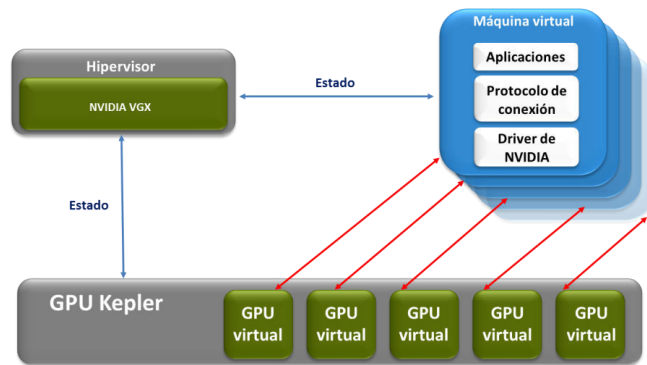 Máquina virtual
Hipervisor
Aplicaciones
Estado
NVIDIA VGX
Protocolo de
conexión
Driver de
NVIDIA
Estado
GPU Kepler
GPU
virtual
GPU
virtual
GPU
virtual
GPU
virtual
GPU
virtual